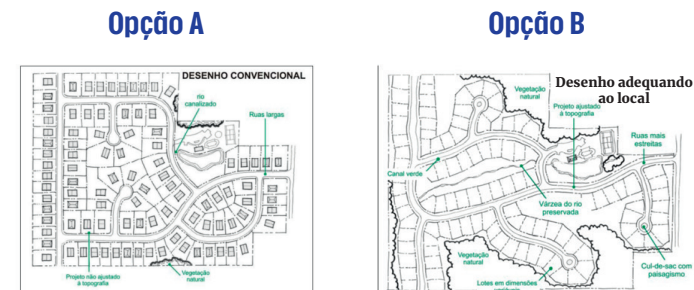 Opção A
Opção B
DESENHO CONVENCIONAL
rio
canalizado
Ruas largas
Projeto não ajustado
à topografia
Vegetação
natural
Desenho adequando
ao local
Vegetação
natural
Projeto ajustado
à topografia
Ruas mais
estreitas
Canal verde
Várzea do rio
preservada
Vegetação
natural
Lotes em dimensões
Cul-de-sac com
paisagismo